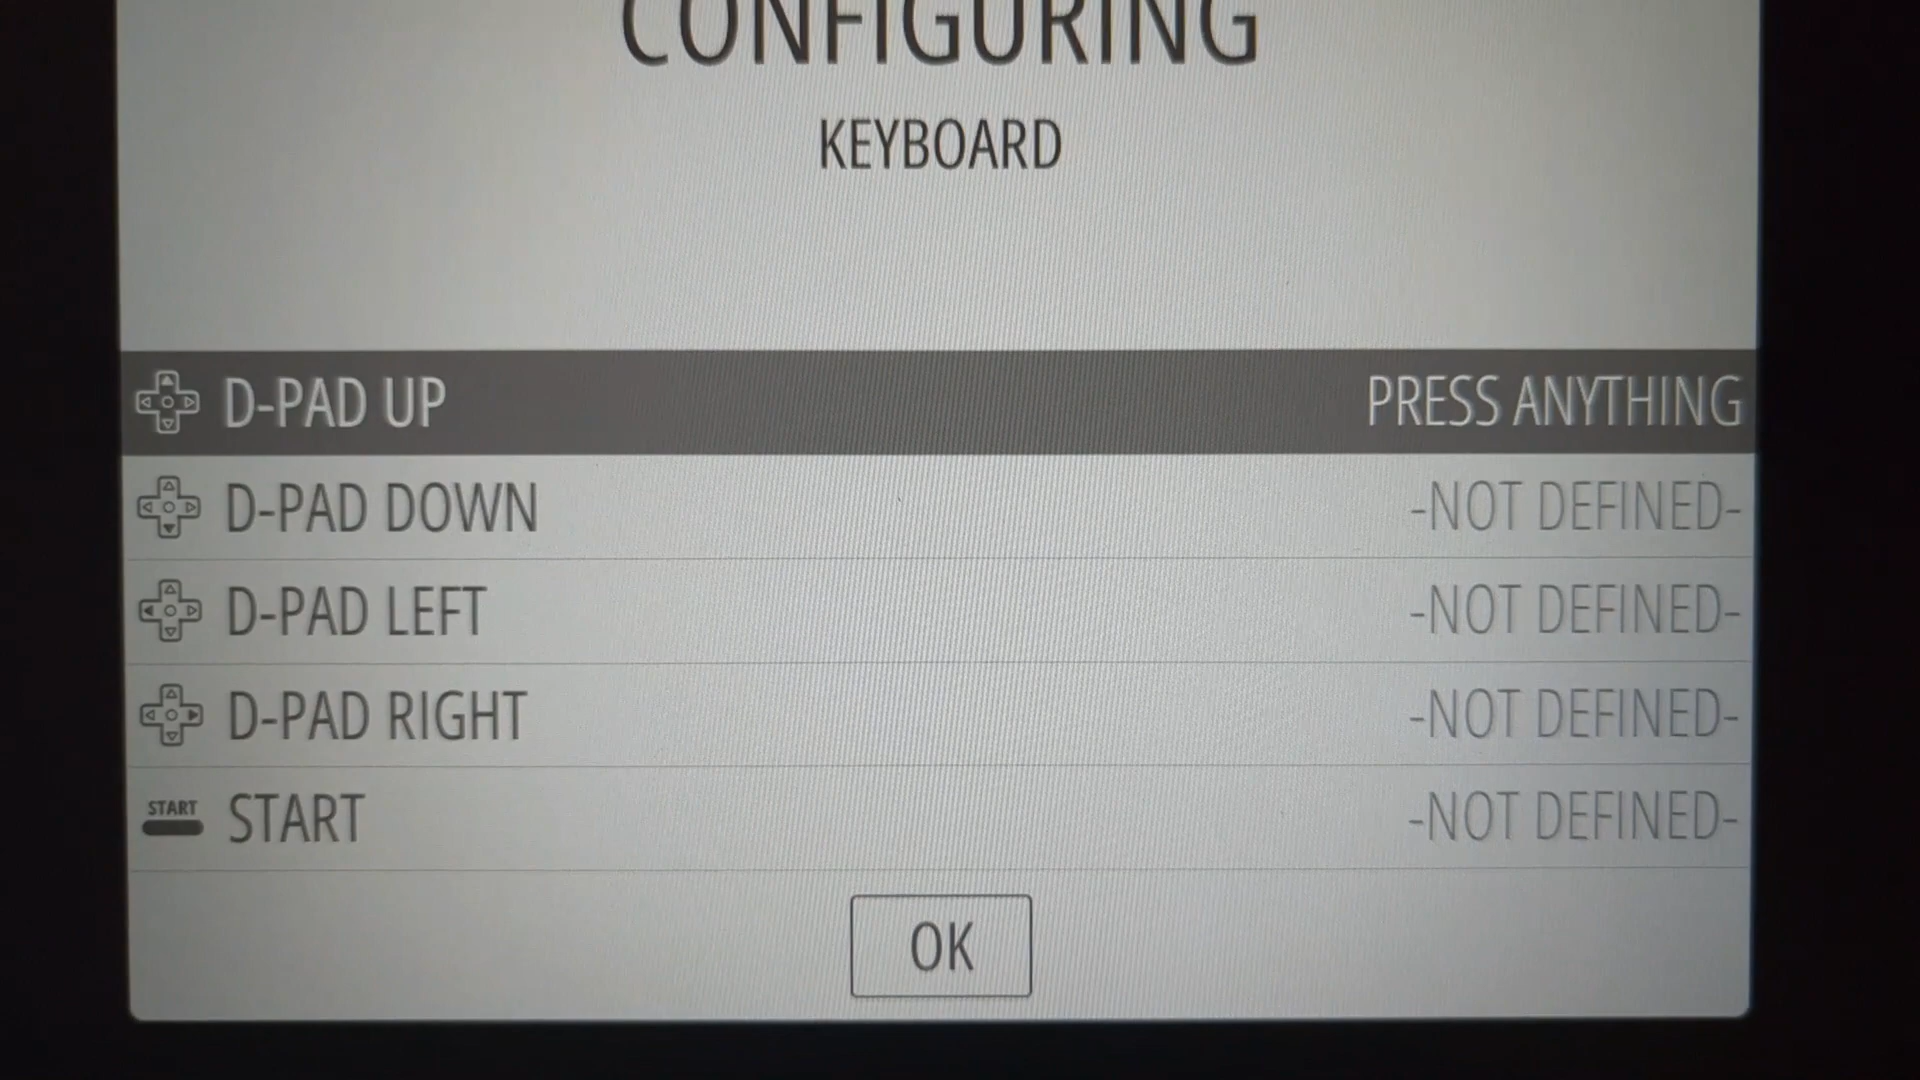 CONFIGURING
KEYBOARD
D-PAD UP PRESS ANYTHING
D-PAD DOWN -NOT DEFINED-
D-PAD LEFT -NOT DEFINED-
D-PAD RIGHT -NOT DEFINED-
START START -NOT DEFINED-
OK